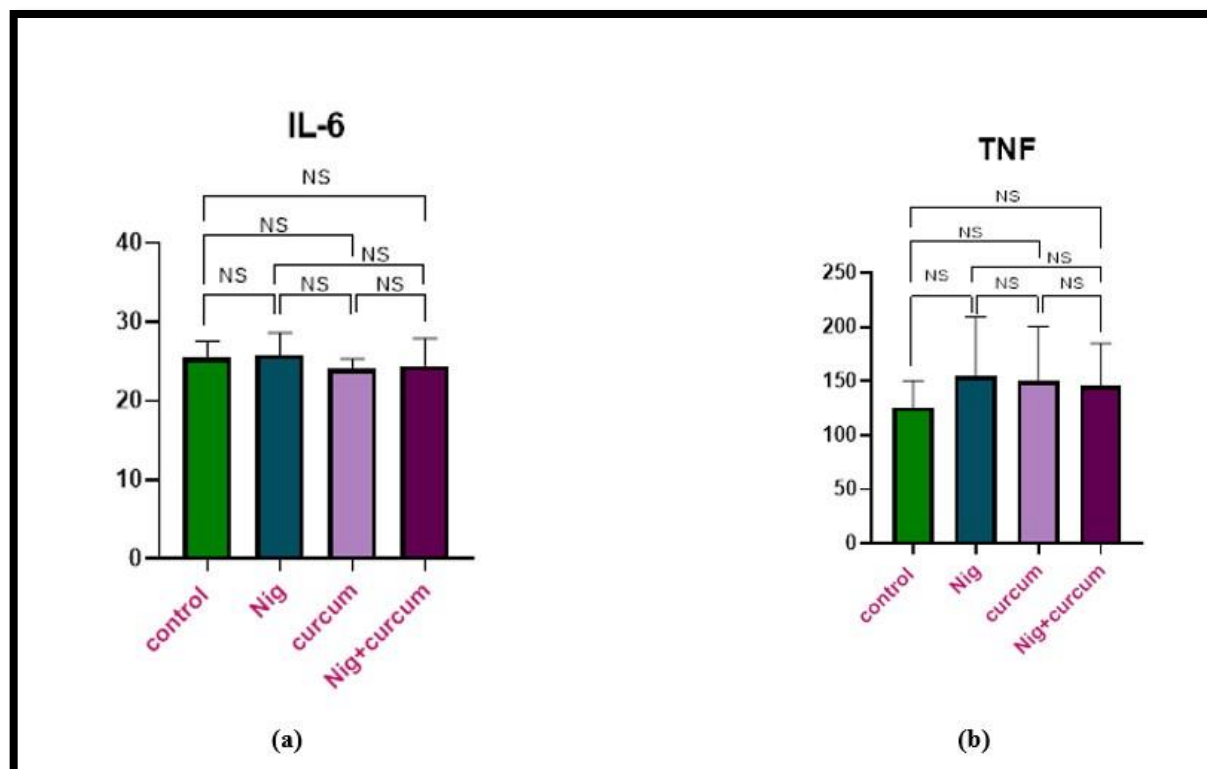 IL-6
NS
NS
NS
NS
NS
NS
40
30
20
10
0
control
Nig
curcum
Nig+curcum
(a)
TNF
NS
NS
NS
NS
NS
NS
250
200
150
100
50
0
control
Nig
curcum
Nig+curcum
(b)